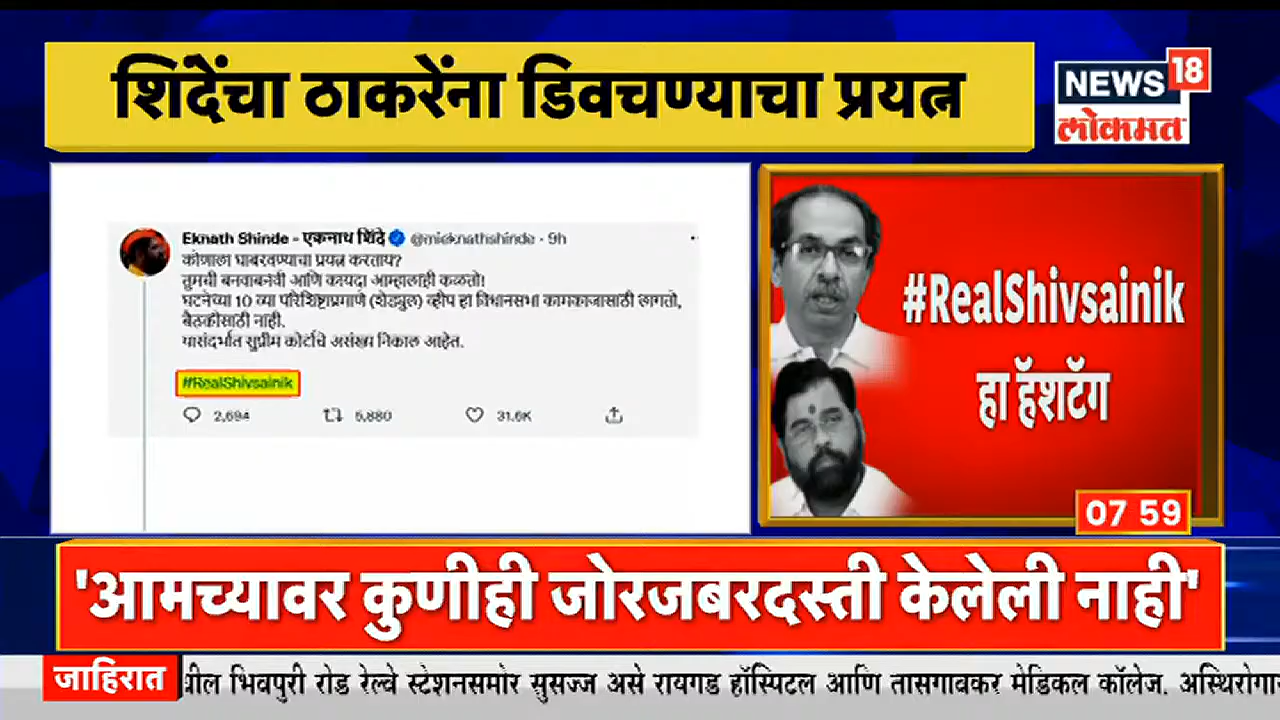 शिंदेंचा ठाकरेंना डिवचण्याचा प्रयत्न
NEWS 18
लोकमत
Eknath Shinde - एकनाथ शिंदे @mieknathshinde · 9h
कोणाला घाबरवण्याचा प्रयत्न करताय?
तुमची बनवाबनवी आणि कायदा आम्हालाही कळतो!
घटनेच्या 10 व्या परिशिष्टाप्रमाणे (शेड्युल) व्हीप हा विधानसभा कामकाजासाठी लागतो,
बैठकीसाठी नाही.
यासंदर्भात सुप्रीम कोर्टाचे असंख्य निकाल आहेत.
#RealShivsainik
2,694 5,880 31.6K
#RealShivsainik
हा हॅशटॅग
07 59
'आमच्यावर कुणीही जोरजबरदस्ती केलेली नाही'
जाहिरात
भिवपुरी रोड रेल्वे स्टेशनसमोर सुसज्ज असे रायगड हॉस्पिटल आणि तासगावकर मेडिकल कॉलेज.